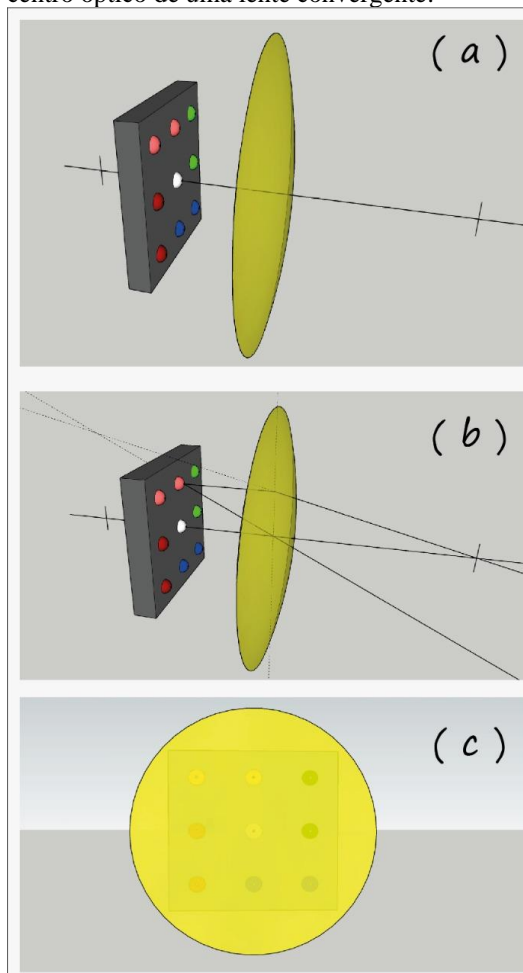 centro óptico de uma lente convergente.
( a )
( b )
( c )